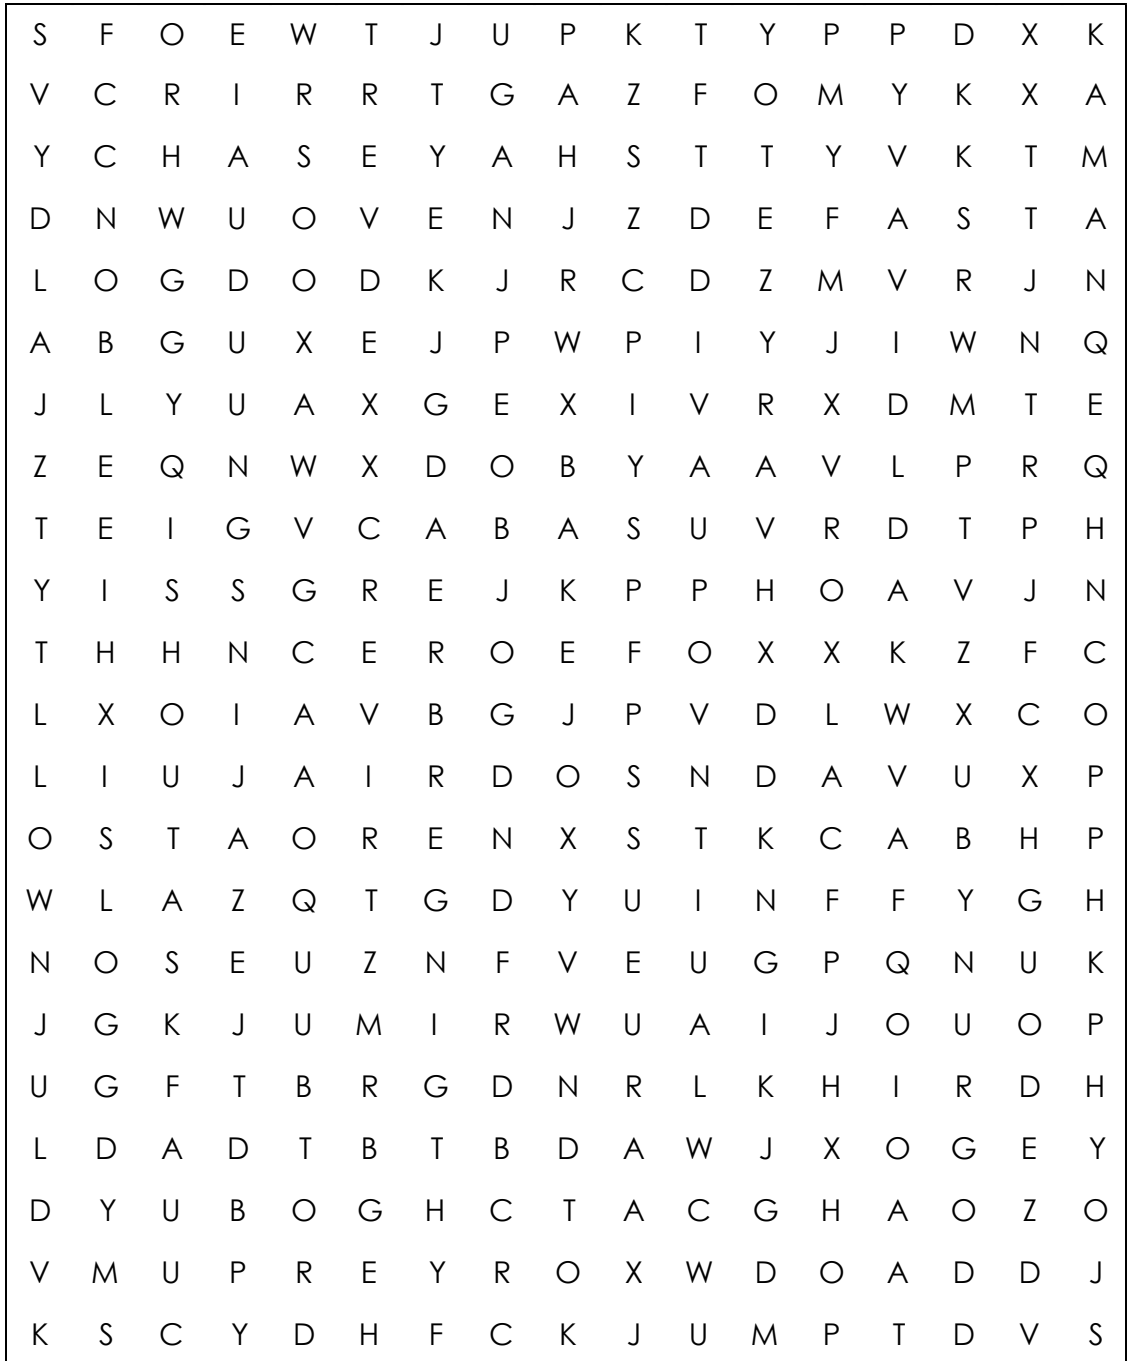 S F O E W T J U P K T Y P P D X K
V C R I R R T G A Z F O M Y K X A
Y C H A S E Y A H S T T Y V K T M
D N W U O V E N J Z D E F A S T A
L O G D O D K J R C D Z M V R J N
A B G U X E J P W P I Y J I W N Q
J L Y U A X G E X I V R X D M T E
Z E Q N W X D O B Y A A V L P R Q
T E I G V C A B A S U V R D T P H
Y I S S G R E J K P P H O A V J N
T H H N C E R O E F O X X K Z F C
L X O I A V B G J P V D L W X C O
L I U J A I R D O S N D A V U X P
O S T A O R E N X S T K C A B H P
W L A Z Q T G D Y U I N F F Y G H
N O S E U Z N F V E U G P Q N U K
J G K J U M I R W U A I J O U O P
U G F T B R G D N R L K H I R D H
L D A D T B T B D A W J X O G E Y
D Y U B O G H C T A C G H A O Z O
V M U P R E Y R O X W D O A D D J
K S C Y D H F C K J U M P T D V S